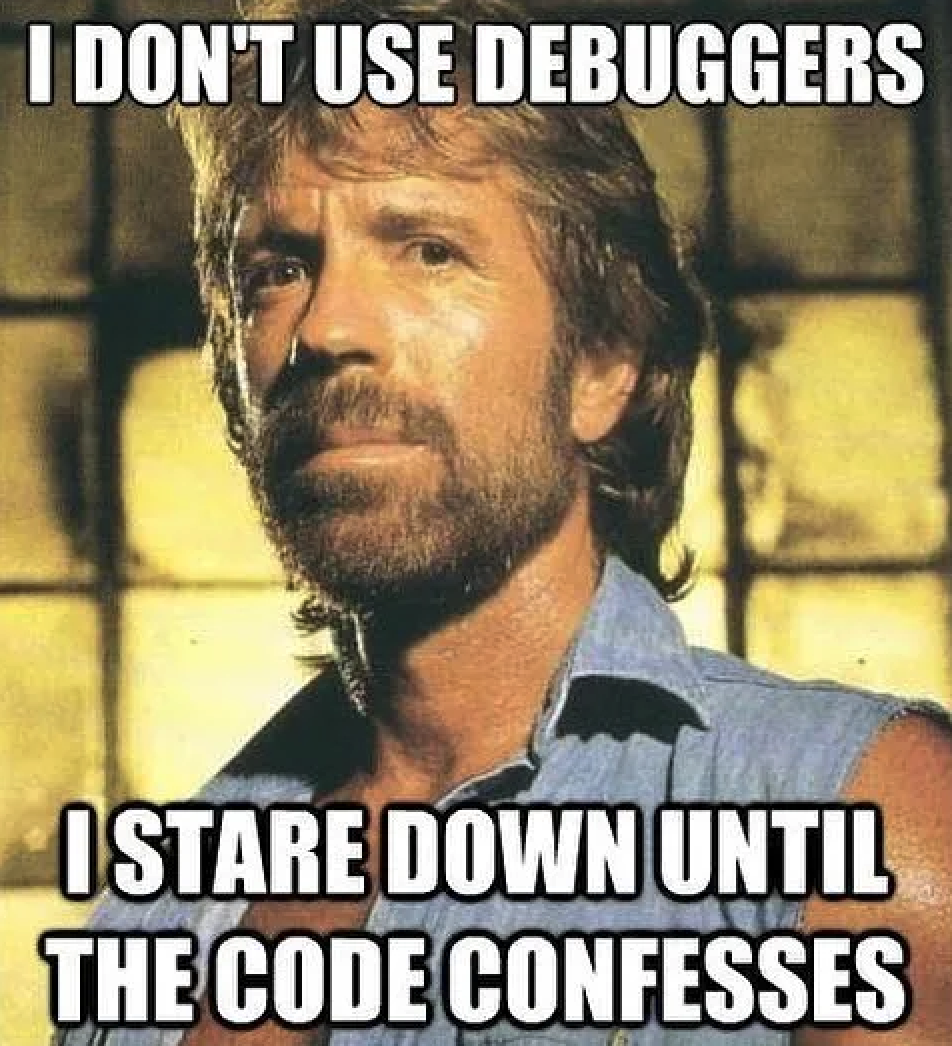 I DON'T USE DEBUGGERS
I STARE DOWN UNTIL
THE CODE CONFESSES